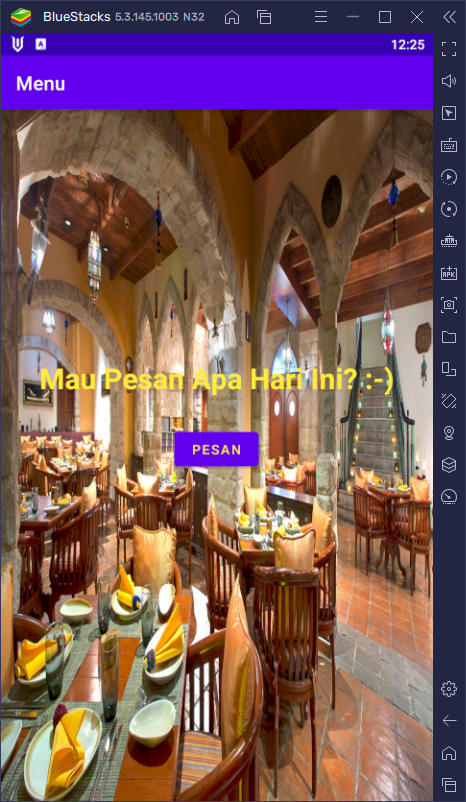 BlueStacks 5.3.145.1003 N32
A 12:25
Menu
Mau Pesan Apa Hari Ini? :-)
PESAN